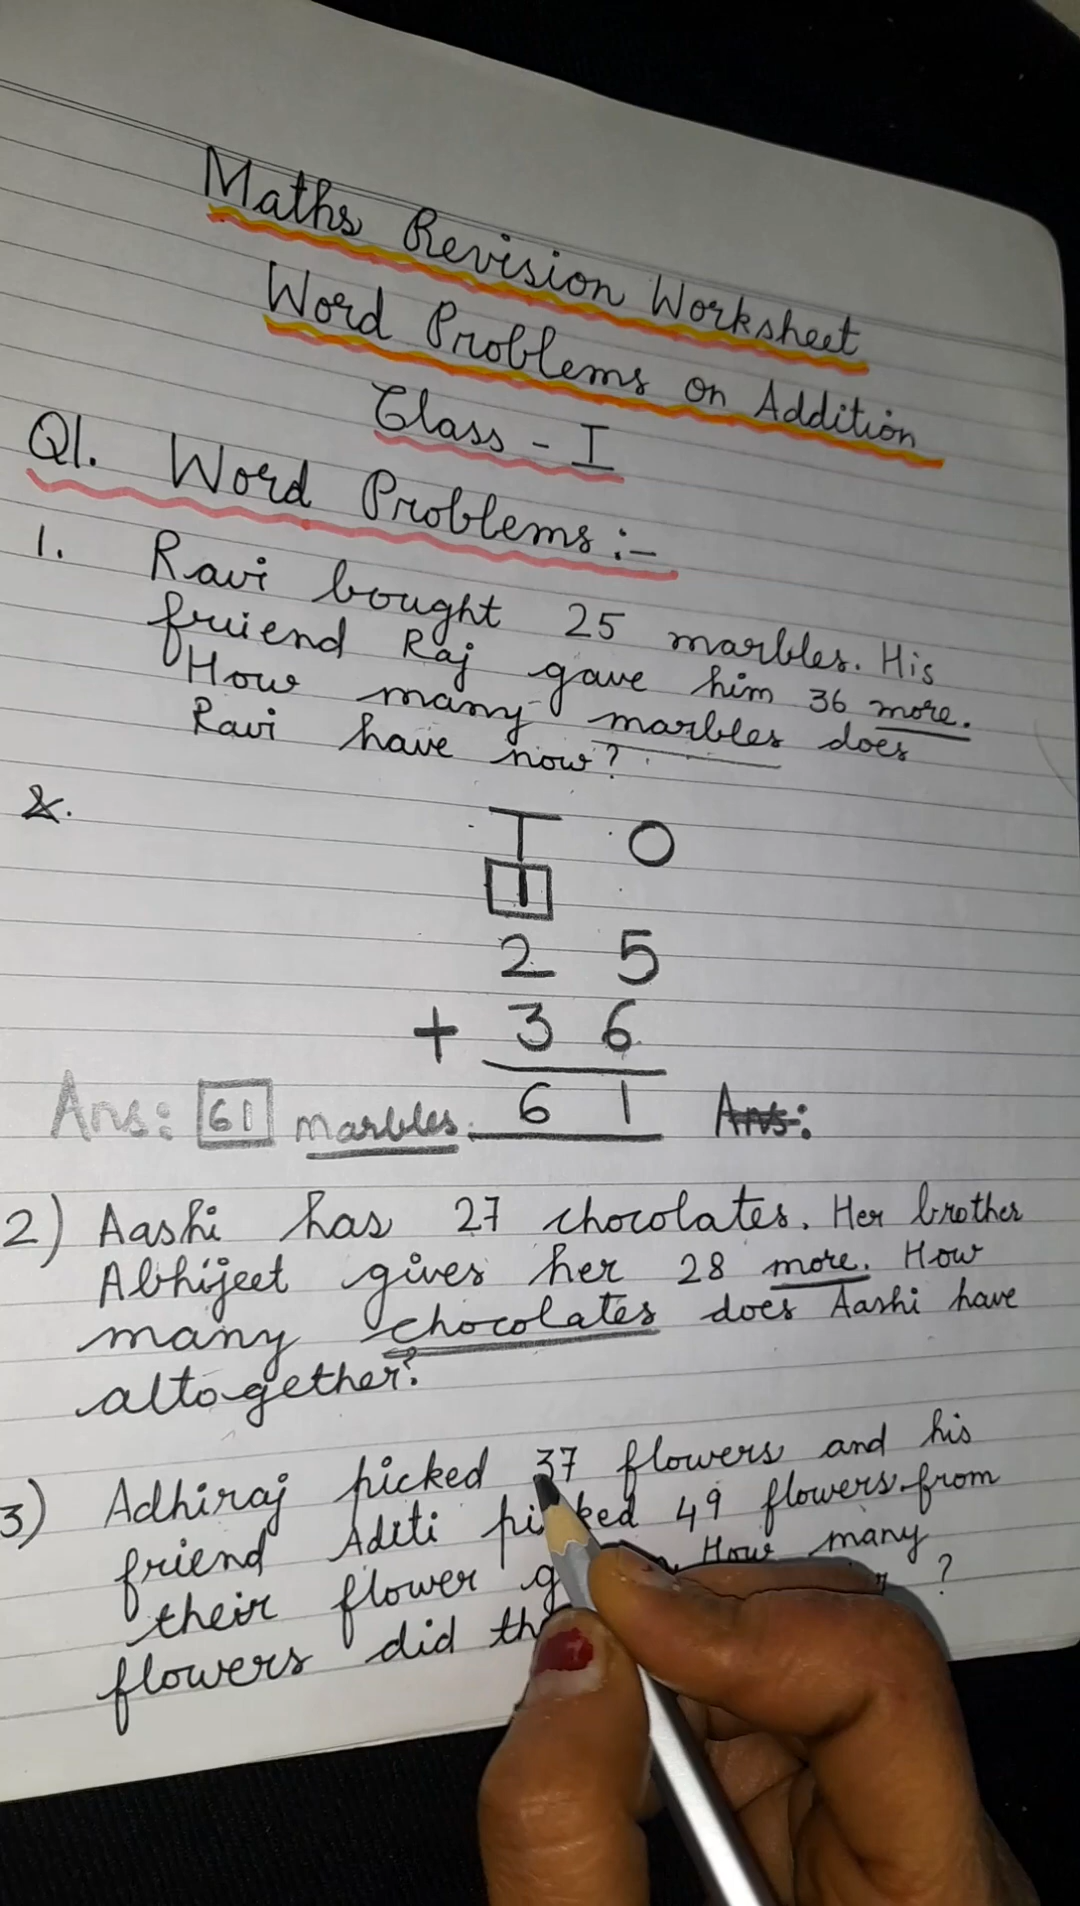 Maths Revision Worksheet
Word Problems on Addition
Class - I
Q1. Word Problems :-
1. Ravi bought 25 marbles. His
friend Raj gave him 36 more.
How many marbles does
Ravi have now?
2.
T O
1
2 5
+ 3 6
Ans: 61 marbles. 6 1 Ans:
2) Aashi has 27 chocolates. Her brother
Abhijeet gives her 28 more. How
many chocolates does Aashi have
altogether?
3) Adhiraj picked 37 flowers and his
friend Aditi picked 49 flowers from
their flower How many
flowers did ?